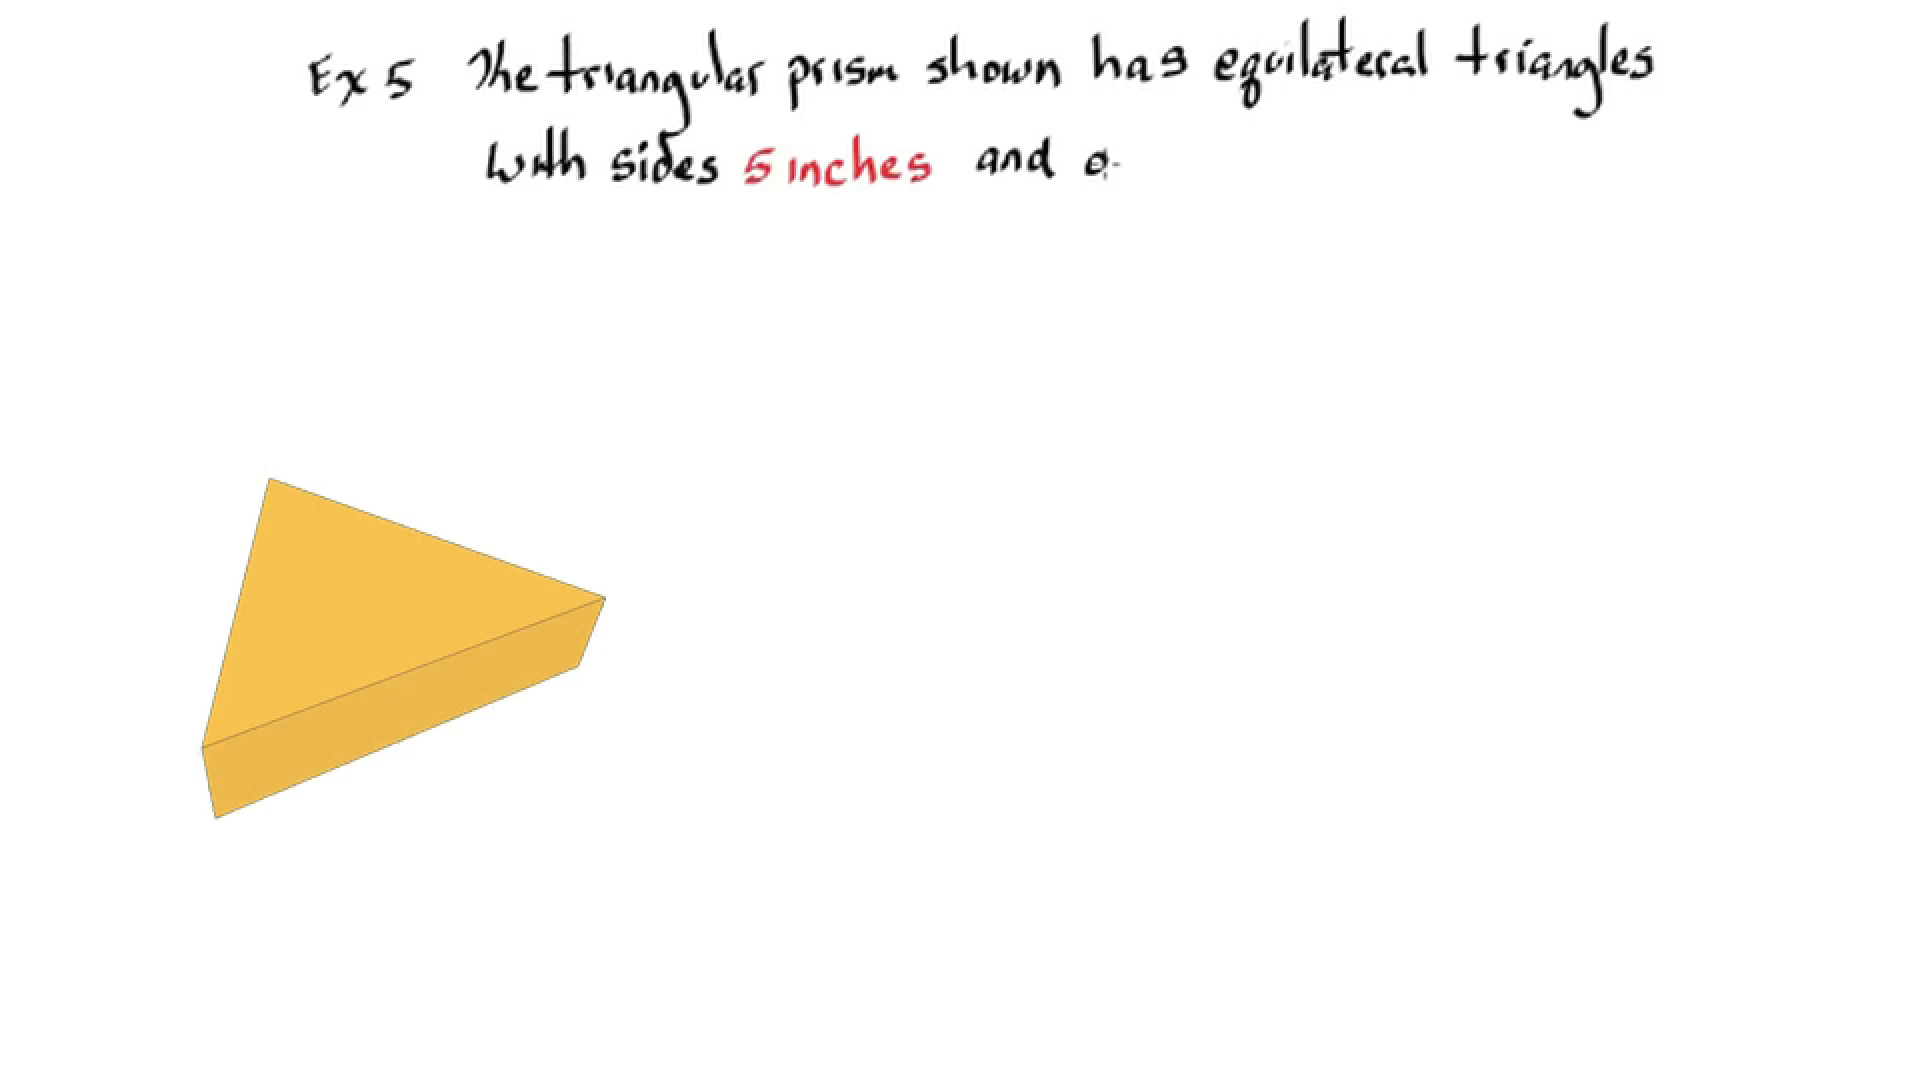 Ex 5 The triangular prism shown has equilateral triangles
with sides 5 inches and